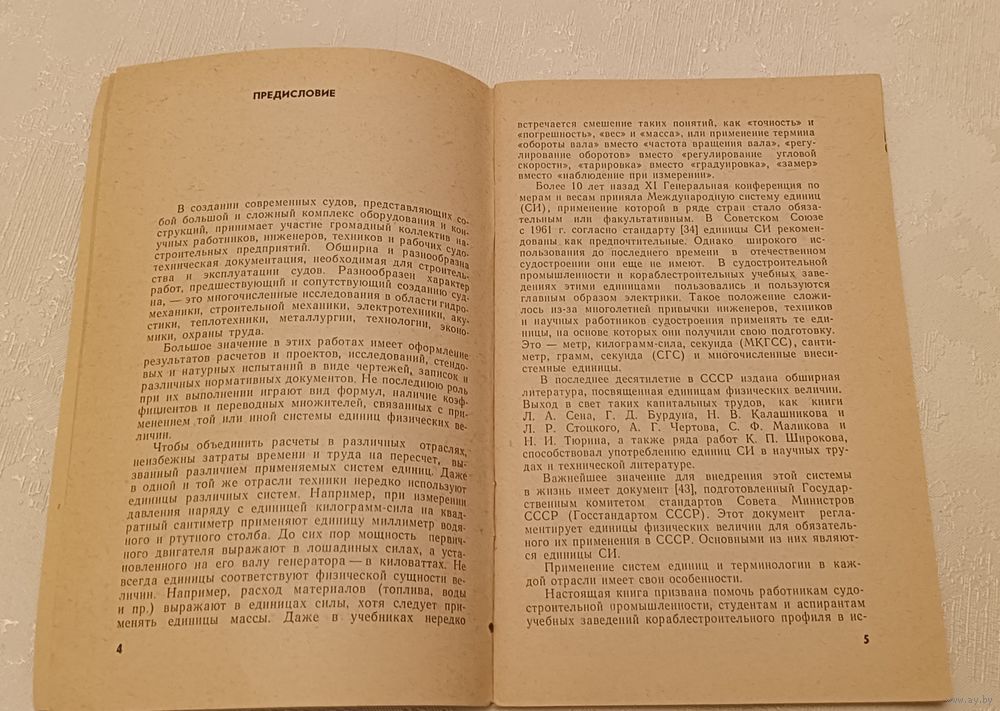 ПРЕДИСЛОВИЕ
В создании современных судов, представляющих со-
бой большой и сложный комплекс оборудования и кон-
струкций, принимает участие громадный коллектив на-
учных работников, инженеров, техников и рабочих судо-
строительных предприятий. Обширна и разнообразна
техническая документация, необходимая для строитель-
ства и эксплуатации судов. Разнообразен характер
работ, предшествующий и сопутствующий созданию суд-
на, — это многочисленные исследования в области гидро-
механики, строительной механики, электротехники, аку-
стики, теплотехники, металлургии, технологии, эконо-
мики, охраны труда.
Большое значение в этих работах имеет оформление
результатов расчетов и проектов, исследований, стендо-
вых и натурных испытаний в виде чертежей, записок и
различных нормативных документов. Не последнюю роль
при их выполнении играют вид формул, наличие коэф-
фициентов и переводных множителей, связанных с при-
менением той или иной системы единиц физических ве-
личин.
Чтобы объединить расчеты в различных отраслях,
неизбежны затраты времени и труда на пересчет, вы-
званный различием применяемых систем единиц. Даже
в одной и той же отрасли техники нередко используют
единицы различных систем. Например, при измерении
давления наряду с единицей килограмм-сила на квад-
ратный сантиметр применяют единицу миллиметр водя-
ного и ртутного столба. До сих пор мощность первич-
ного двигателя выражают в лошадиных силах, а уста-
новленного на его валу генератора — в киловаттах. Не
всегда единицы соответствуют физической сущности ве-
личин. Например, расход материалов (топлива, воды
и пр.) выражают в единицах силы, хотя следует при-
менять единицы массы. Даже в учебниках нередко
4
встречается смешение таких понятий, как «точность» и
«погрешность», «вес» и «масса», или применение термина
«обороты вала» вместо «частота вращения вала», «регу-
лирование оборотов» вместо «регулирование угловой
скорости», «тарировка» вместо «градуировка», «замер»
вместо «наблюдение при измерении».
Более 10 лет назад XI Генеральная конференция по
мерам и весам приняла Международную систему единиц
(СИ), применение которой в ряде стран стало обяза-
тельным или факультативным. В Советском Союзе
с 1961 г. согласно стандарту [34] единицы СИ рекомен-
дованы как предпочтительные. Однако широкого ис-
пользования до последнего времени в отечественном
судостроении они еще не имеют. В судостроительной
промышленности и кораблестроительных учебных заве-
дениях этими единицами пользовались и пользуются
главным образом электрики. Такое положение сложи-
лось из-за многолетней привычки инженеров, техников
и научных работников судостроения применять те еди-
ницы, на основе которых они получили свою подготовку.
Это — метр, килограмм-сила, секунда (МКГСС), санти-
метр, грамм, секунда (СГС) и многочисленные внеси-
стемные единицы.
В последнее десятилетие в СССР издана обширная
литература, посвященная единицам физических величин.
Выход в свет таких капитальных трудов, как книги
Л. А. Сена, Г. Д. Бурдуна, Н. В. Калашникова и
Л. Р. Стоцкого, А. Г. Чертова, С. Ф. Маликова и
Н. И. Тюрина, а также ряда работ К. П. Широкова,
способствовал употреблению единиц СИ в научных тру-
дах и технической литературе.
Важнейшее значение для внедрения этой системы
в жизнь имеет документ [43], подготовленный Государ-
ственным комитетом стандартов Совета Министров
СССР (Госстандартом СССР). Этот документ регла-
ментирует единицы физических величин для обязатель-
ного их применения в СССР. Основными из них являют-
ся единицы СИ.
Применение систем единиц и терминологии в каж-
дой отрасли имеет свои особенности.
Настоящая книга призвана помочь работникам судо-
строительной промышленности, студентам и аспирантам
учебных заведений кораблестроительного профиля в ис-
5
www.ay.by